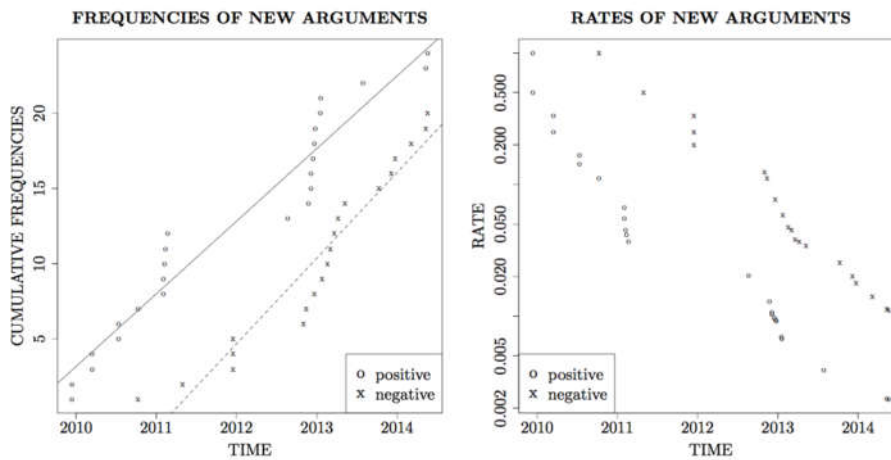 FREQUENCIES OF NEW ARGUMENTS
CUMULATIVE FREQUENCIES
20
15
10
5
o positive
x negative
2010 2011 2012 2013 2014
TIME
RATES OF NEW ARGUMENTS
RATE
0.500
0.200
0.050
0.020
0.005
0.002
o positive
x negative
2010 2011 2012 2013 2014
TIME